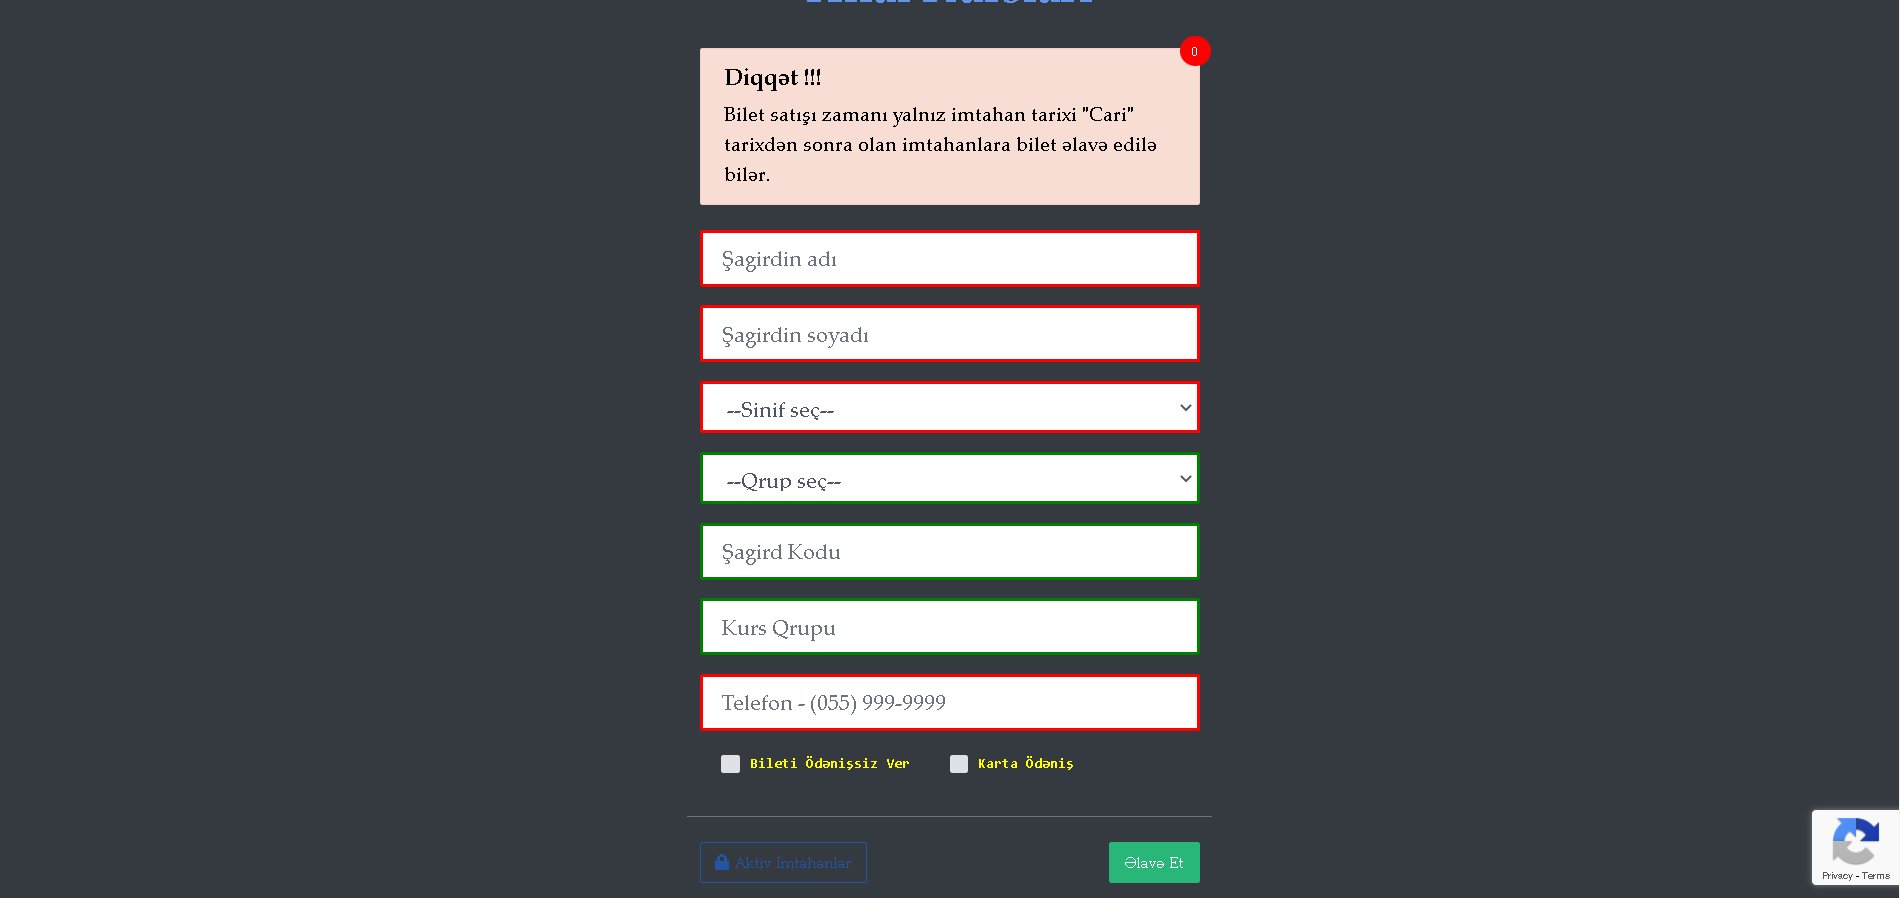 0
Diqqət !!!
Bilet satışı zamanı yalnız imtahan tarixi "Cari"
tarixdən sonra olan imtahanlara bilet əlavə edilə
bilər.
Şagirdin adı
Şagirdin soyadı
--Sinif seç--
--Qrup seç--
Şagird Kodu
Kurs Qrupu
Telefon - (055) 999-9999
Bileti Ödənişsiz Ver Karta Ödəniş
Aktiv Imtahanlar Əlavə Et
Privacy - Terms